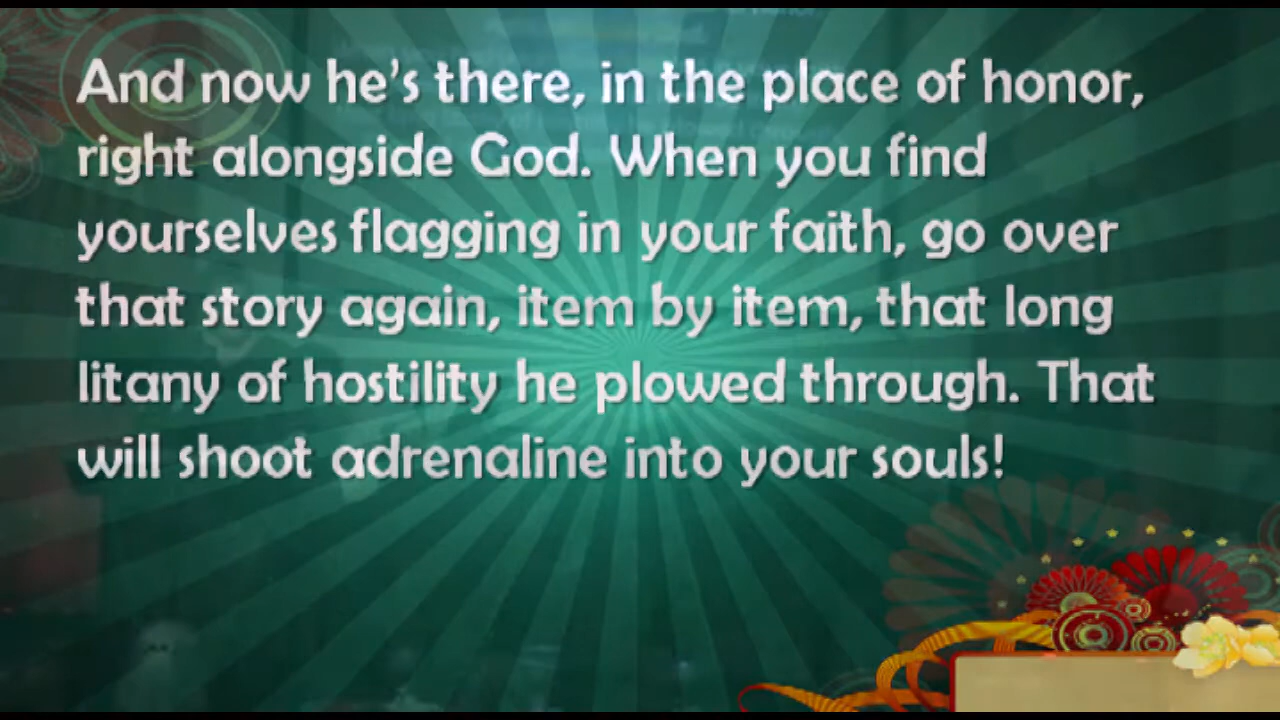 And now he's there, in the place of honor,
right alongside God. When you find
yourselves flagging in your faith, go over
that story again, item by item, that long
litany of hostility he plowed through. That
will shoot adrenaline into your souls!